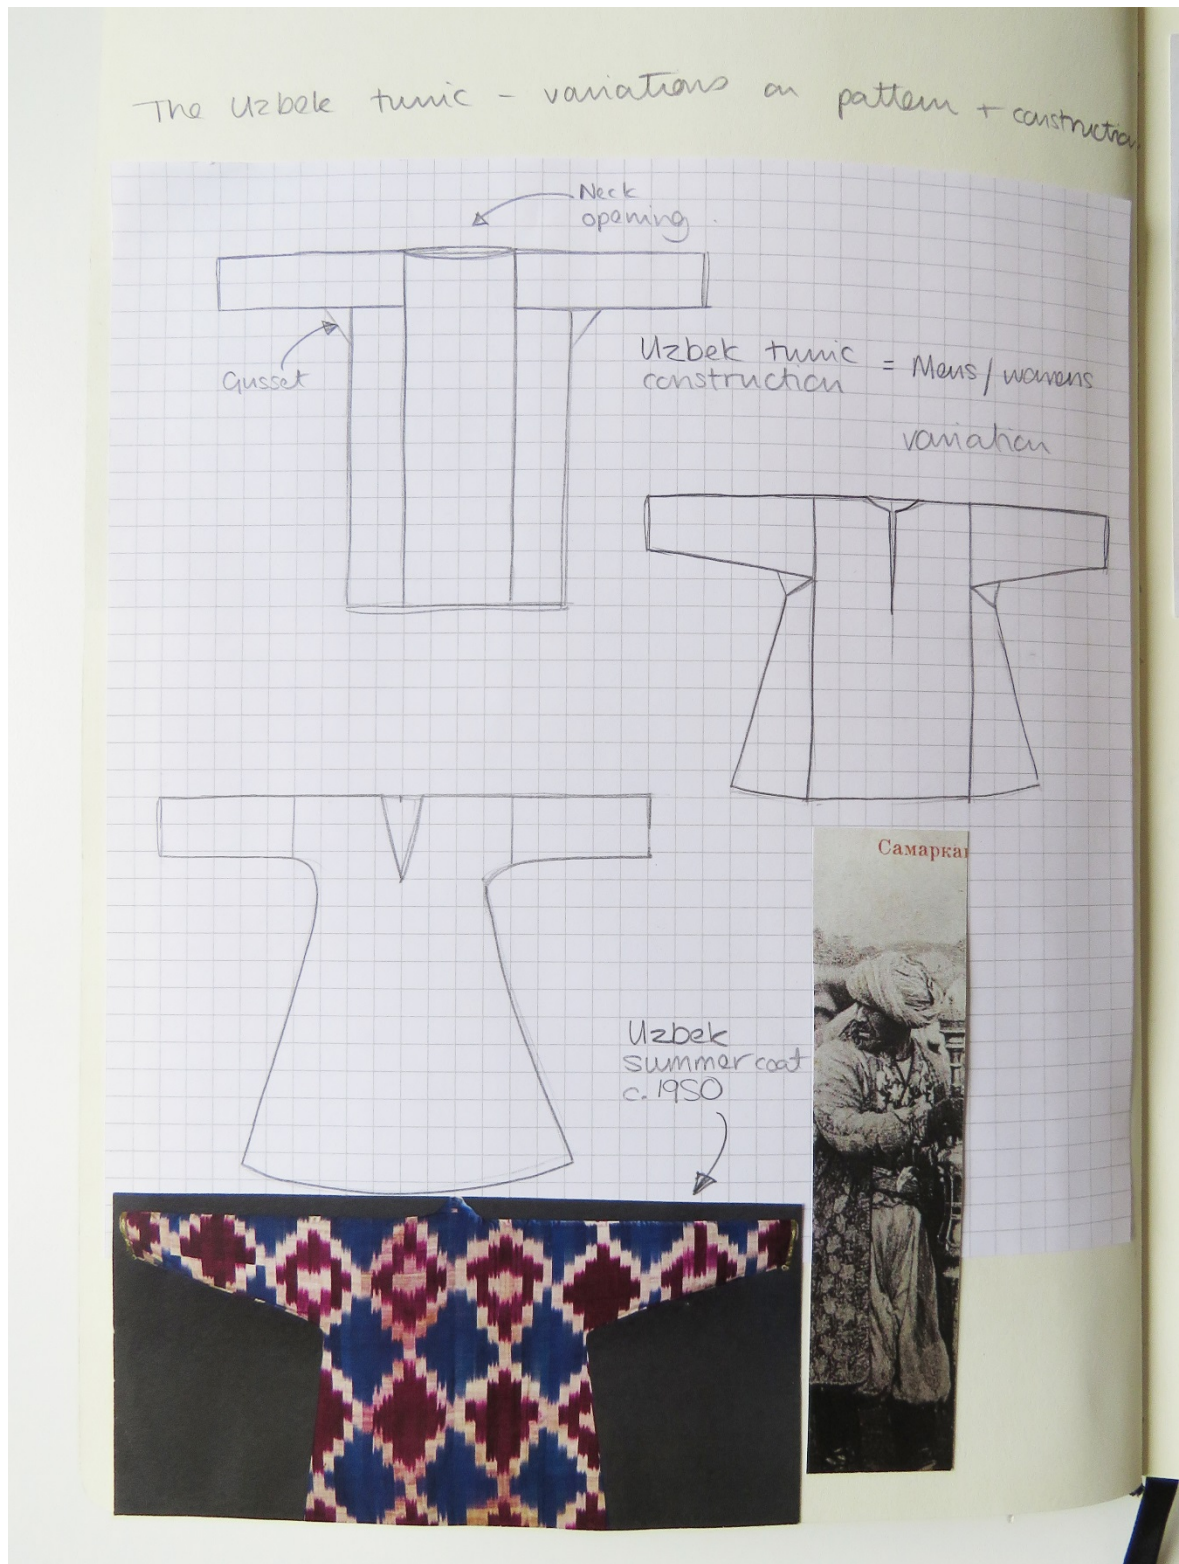 The Uzbek tunic - variations on pattern + construction
Neck
opening
Gusset
Uzbek tunic
construction
= Mens/womens
variation
Самаркан
Uzbek
summer coat
c. 1950